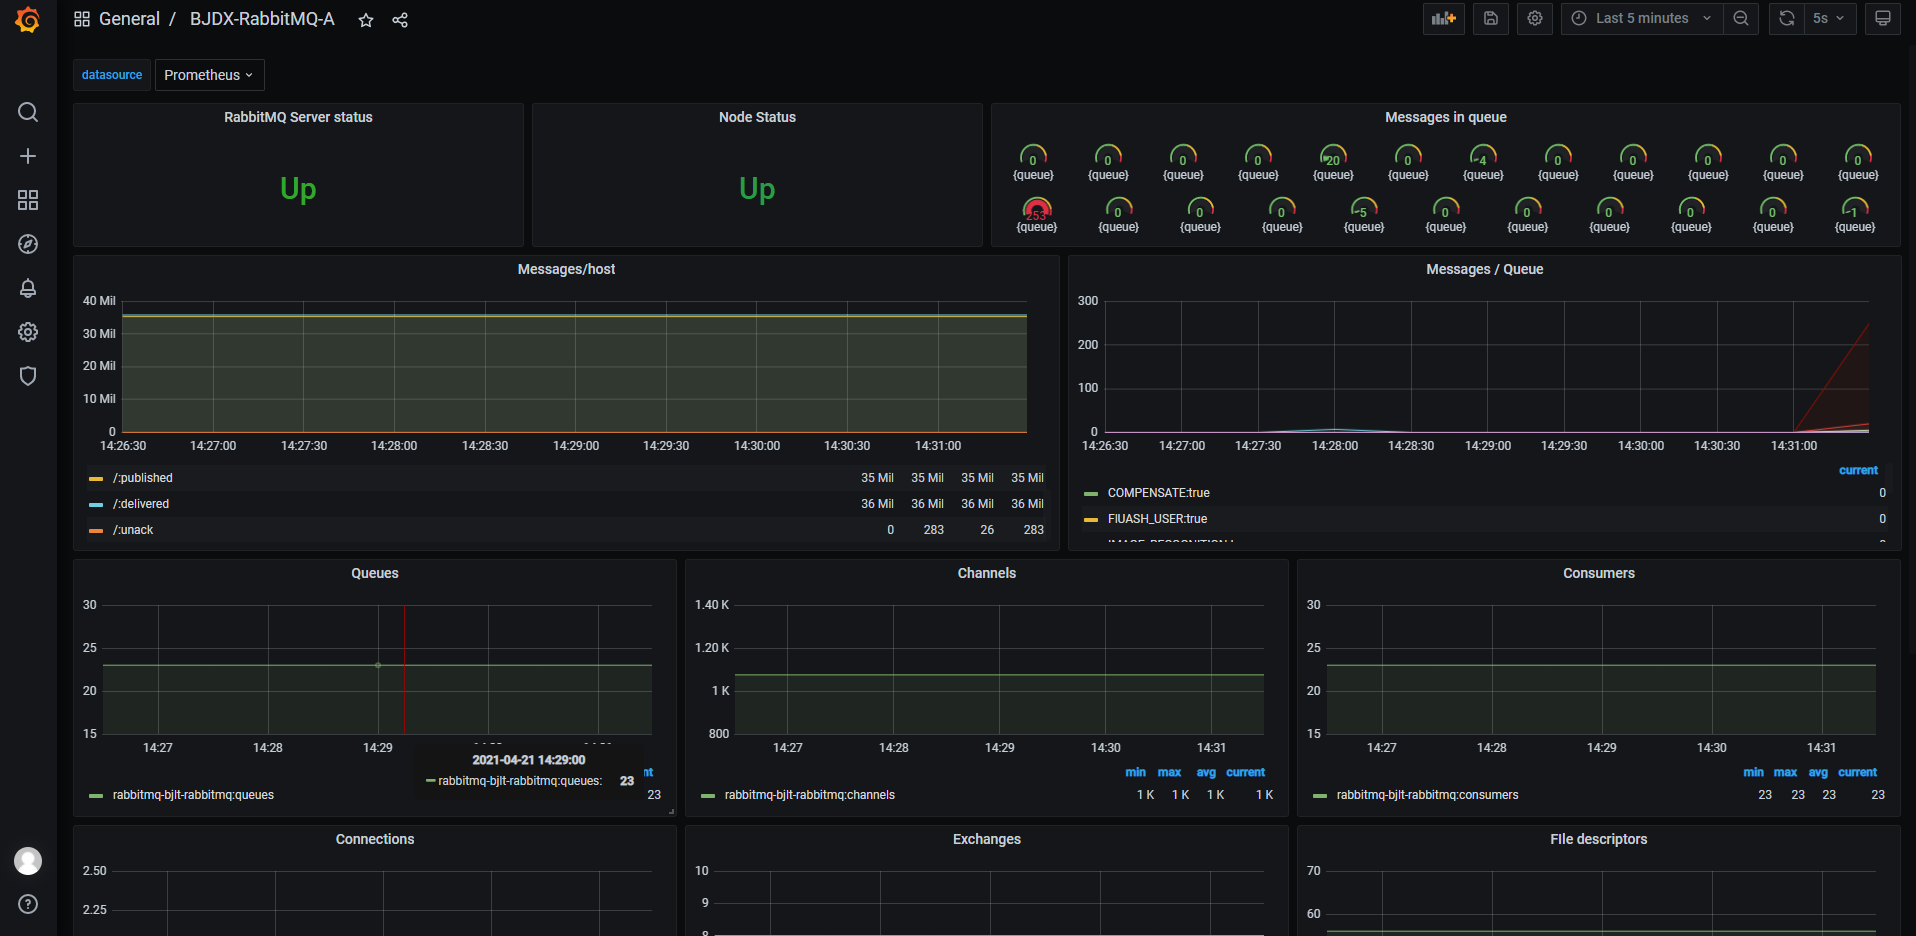 General / BJDX-RabbitMQ-A
Last 5 minutes
5s
datasource
Prometheus
RabbitMQ Server status
Up
Node Status
Up
Messages in queue
0 0 0 0 20 0 4 0 0 0 0 0
{queue} {queue} {queue} {queue} {queue} {queue} {queue} {queue} {queue} {queue} {queue} {queue}
253 0 0 0 5 0 0 0 0 0 1
{queue} {queue} {queue} {queue} {queue} {queue} {queue} {queue} {queue} {queue} {queue}
Messages/host
40 Mil
30 Mil
20 Mil
10 Mil
0
14:26:30 14:27:00 14:27:30 14:28:00 14:28:30 14:29:00 14:29:30 14:30:00 14:30:30 14:31:00
/:published 35 Mil 35 Mil 35 Mil 35 Mil
/:delivered 36 Mil 36 Mil 36 Mil 36 Mil
/:unack 0 283 26 283
Messages / Queue
300
200
100
0
14:26:30 14:27:00 14:27:30 14:28:00 14:28:30 14:29:00 14:29:30 14:30:00 14:30:30 14:31:00
current
COMPENSATE:true 0
FIUASH_USER:true 0
Queues
30
25
20
15
14:27 14:28 14:29
2021-04-21 14:29:00
rabbitmq-bjlt-rabbitmq:queues: 23
nt
rabbitmq-bjlt-rabbitmq:queues 23
Channels
1.40 K
1.20 K
1 K
800
14:27 14:28 14:29 14:30 14:31
min max avg current
rabbitmq-bjlt-rabbitmq:channels 1 K 1 K 1 K 1 K
Consumers
30
25
20
15
14:27 14:28 14:29 14:30 14:31
min max avg current
rabbitmq-bjlt-rabbitmq:consumers 23 23 23 23
Connections
2.50
2.25
Exchanges
10
9
8
FIle descriptors
70
60